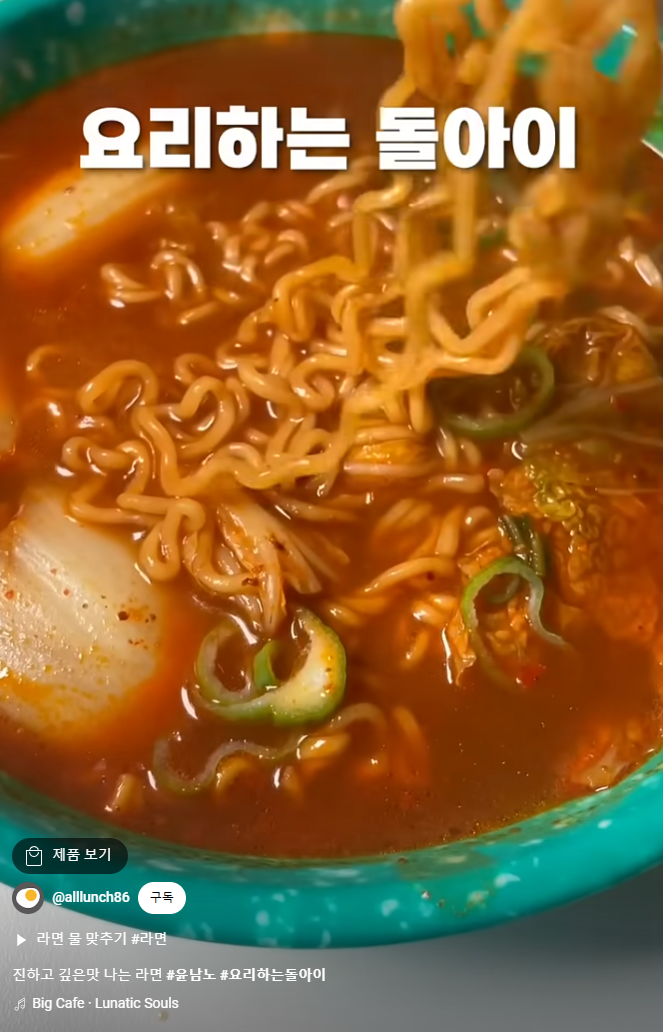 요리하는 돌아이
제품 보기
@alllunch86 구독
라면 물 맞추기 #라면
진하고 깊은맛 나는 라면 #윤남노 #요리하는돌아이
Big Cafe · Lunatic Souls